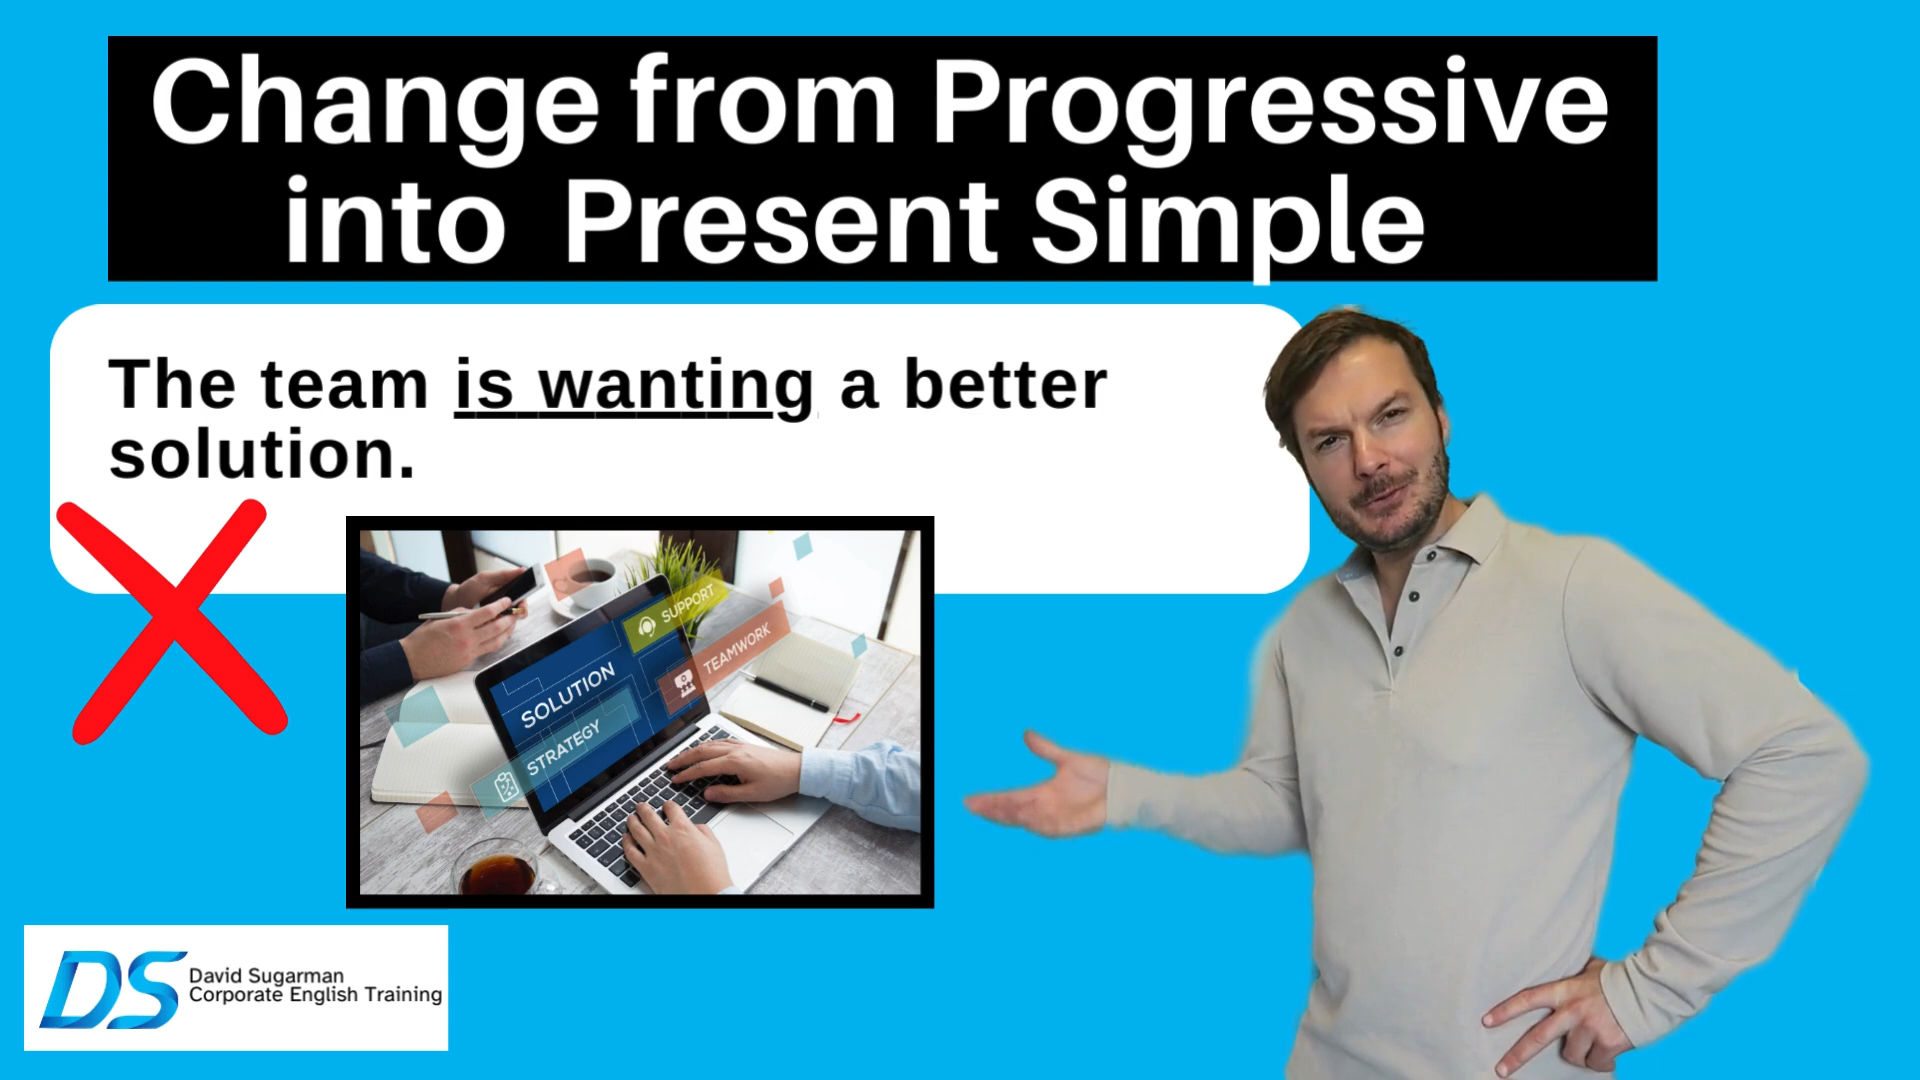 Change from Progressive
into  Present Simple
The team is wanting a better
solution.
SUPPORT
TEAMWORK
SOLUTION
STRATEGY
DS
David Sugarman
Corporate English Training